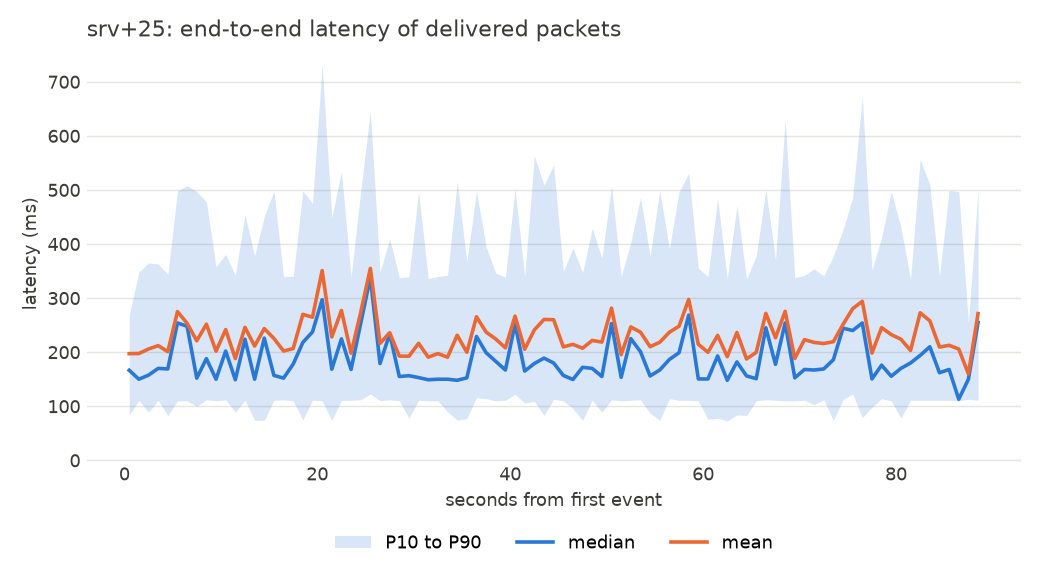 srv+25: end-to-end latency of delivered packets
latency (ms)
700
600
500
400
300
200
100
0
0 20 40 60 80
seconds from first event
P10 to P90 median mean